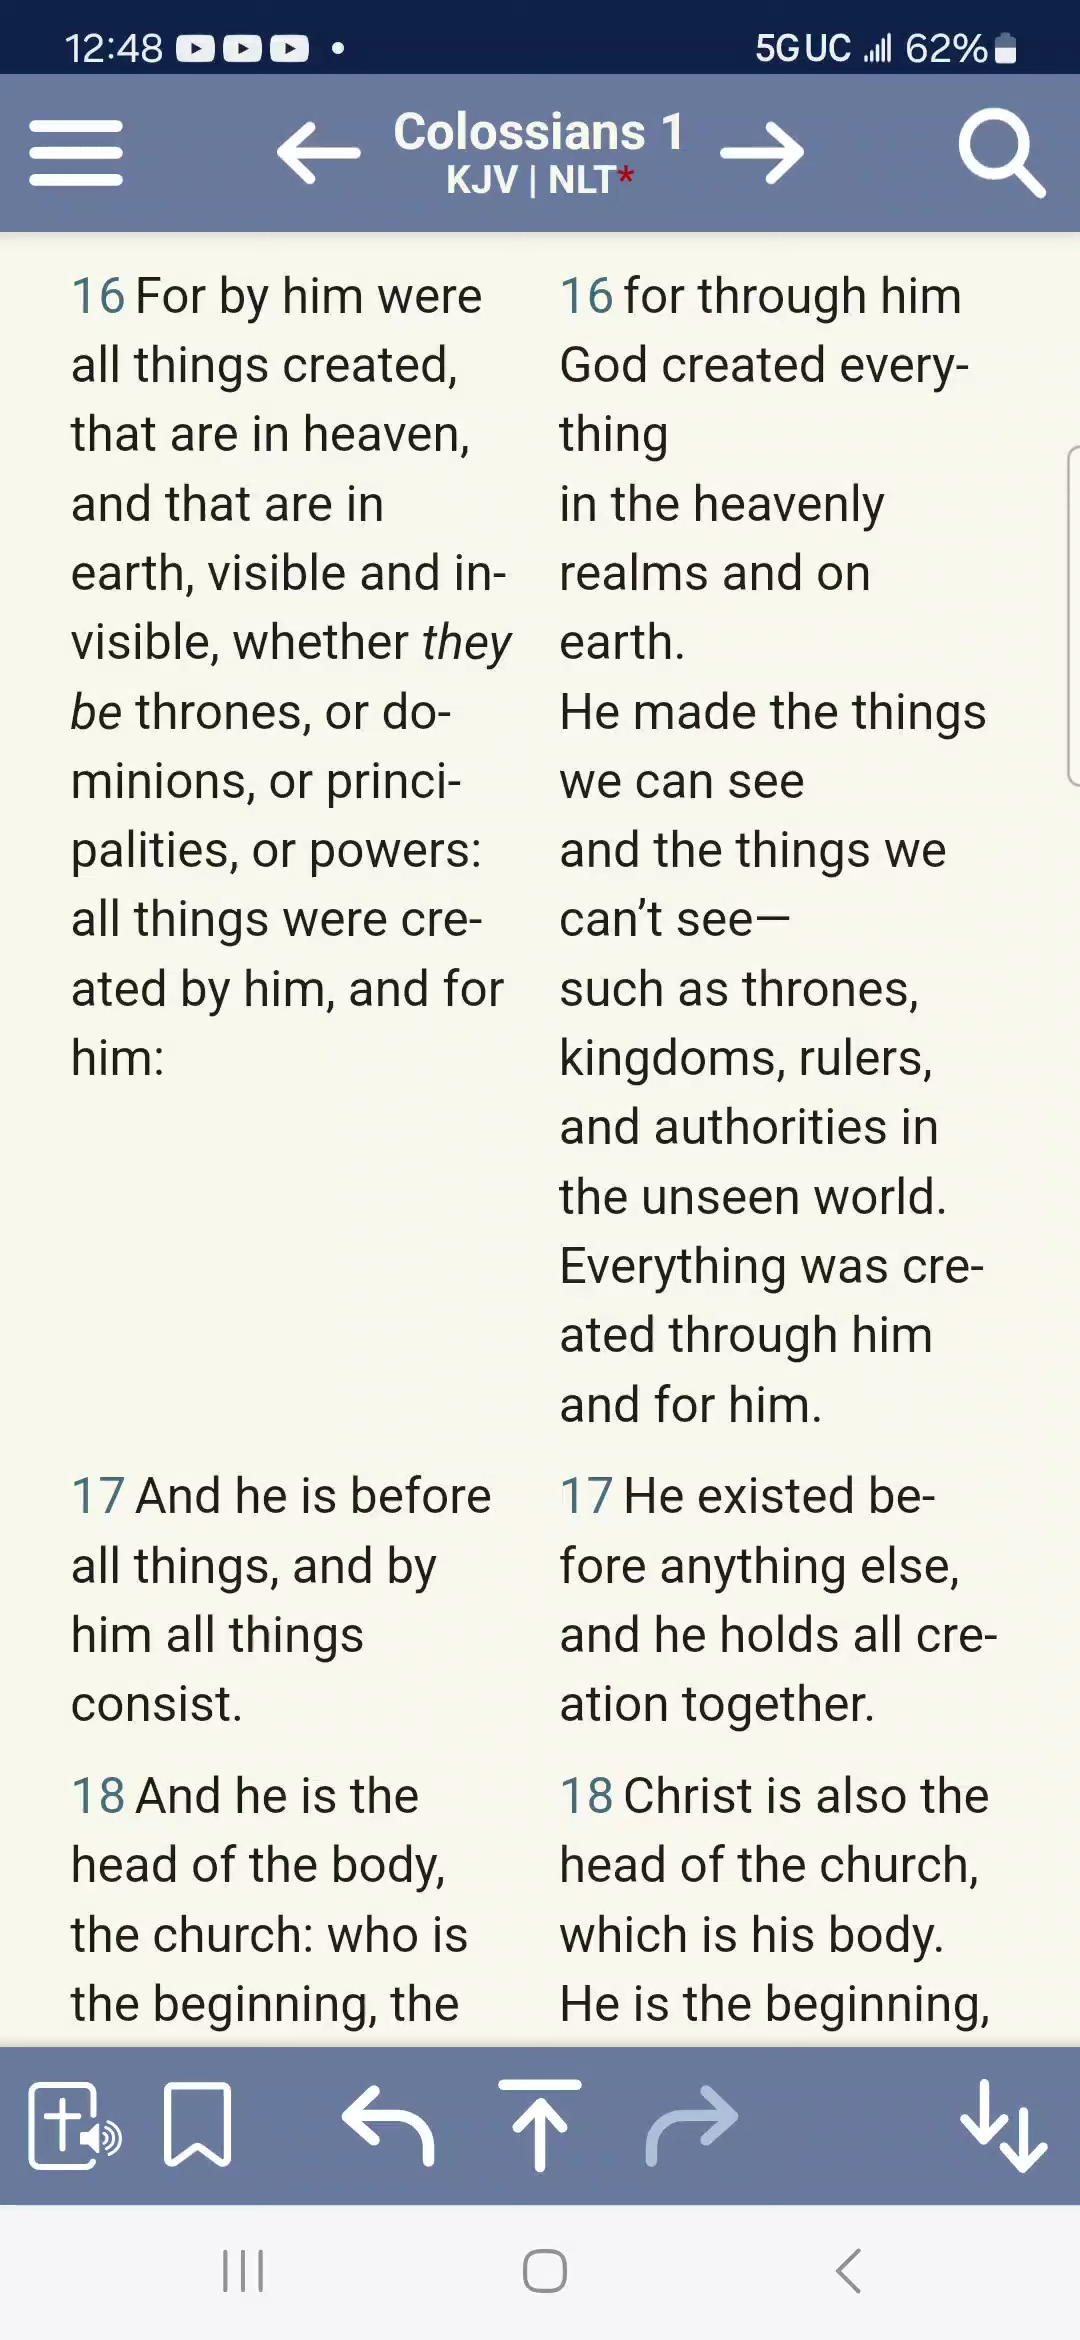 12:48
5G UC 62%
Colossians 1
KJV | NLT*
16 For by him were
all things created,
that are in heaven,
and that are in
earth, visible and in-
visible, whether they
be thrones, or do-
minions, or princi-
palities, or powers:
all things were cre-
ated by him, and for
him:
16 for through him
God created every-
thing
in the heavenly
realms and on
earth.
He made the things
we can see
and the things we
can’t see—
such as thrones,
kingdoms, rulers,
and authorities in
the unseen world.
Everything was cre-
ated through him
and for him.
17 And he is before
all things, and by
him all things
consist.
17 He existed be-
fore anything else,
and he holds all cre-
ation together.
18 And he is the
head of the body,
the church: who is
the beginning, the
18 Christ is also the
head of the church,
which is his body.
He is the beginning,